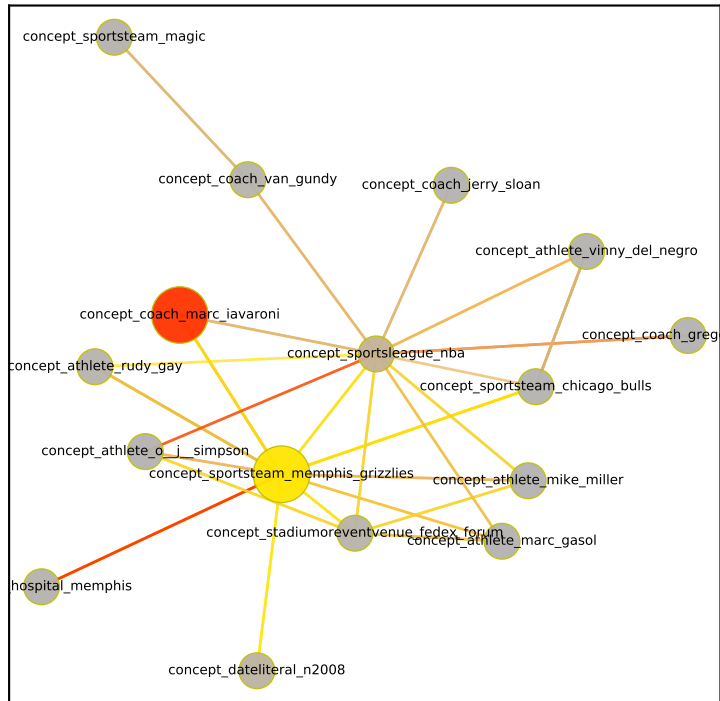 concept_sportsteam_magic
concept_coach_van_gundy
concept_coach_jerry_sloan
concept_athlete_vinny_del_negro
concept_coach_marc_iavaroni
concept_coach_greg
concept_sportsleague_nba
concept_athlete_rudy_gay
concept_sportsteam_chicago_bulls
concept_athlete_o__j__simpson
concept_sportsteam_memphis_grizzlies
concept_athlete_mike_miller
concept_stadiumoreventvenue_fedex_forum
concept_athlete_marc_gasol
hospital_memphis
concept_dateliteral_n2008